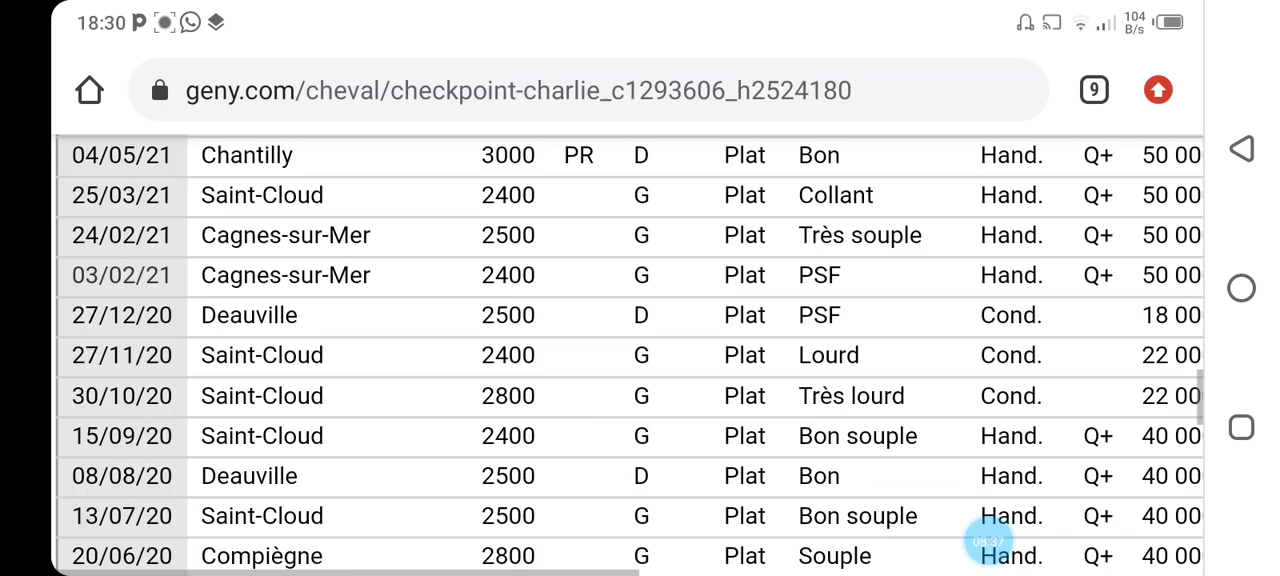 18:30 P 104 B/s
geny.com/cheval/checkpoint-charlie_c1293606_h2524180 9
04/05/21 Chantilly 3000 PR D Plat Bon Hand. Q+ 50 00
25/03/21 Saint-Cloud 2400 G Plat Collant Hand. Q+ 50 00
24/02/21 Cagnes-sur-Mer 2500 G Plat Très souple Hand. Q+ 50 00
03/02/21 Cagnes-sur-Mer 2400 G Plat PSF Hand. Q+ 50 00
27/12/20 Deauville 2500 D Plat PSF Cond. 18 00
27/11/20 Saint-Cloud 2400 G Plat Lourd Cond. 22 00
30/10/20 Saint-Cloud 2800 G Plat Très lourd Cond. 22 00
15/09/20 Saint-Cloud 2400 G Plat Bon souple Hand. Q+ 40 00
08/08/20 Deauville 2500 D Plat Bon Hand. Q+ 40 00
13/07/20 Saint-Cloud 2500 G Plat Bon souple Hand. Q+ 40 00
08:37
20/06/20 Compiègne 2800 G Plat Souple Hand. Q+ 40 00